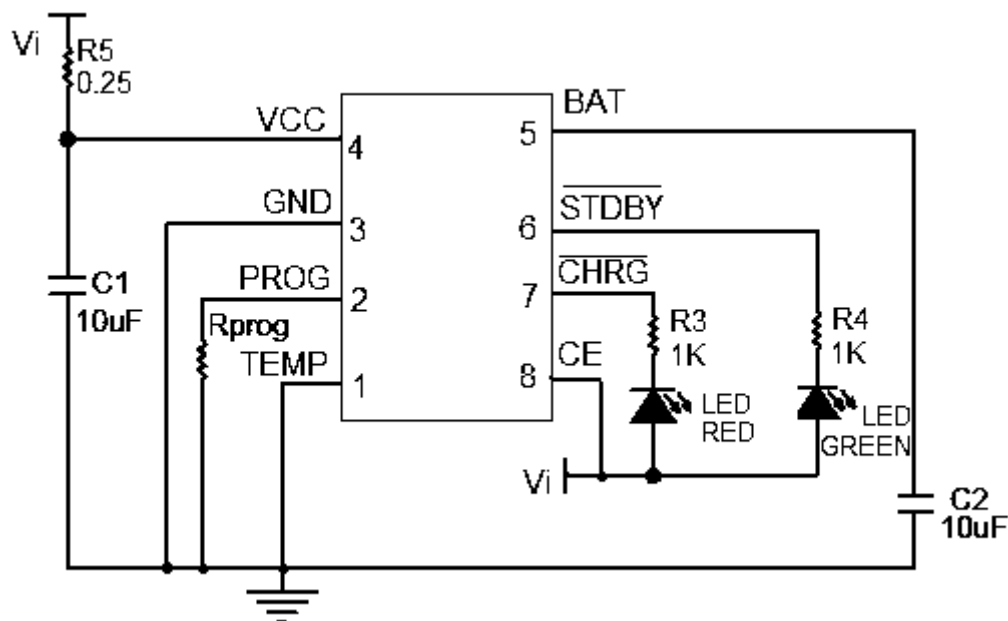 Vi
R5
0.25
VCC
4
GND
3
PROG
2
Rprog
TEMP
1
C1
10uF
BAT
5
STDBY
6
CHRG
7
CE
8
R3
1K
R4
1K
LED
RED
LED
GREEN
Vi
C2
10uF